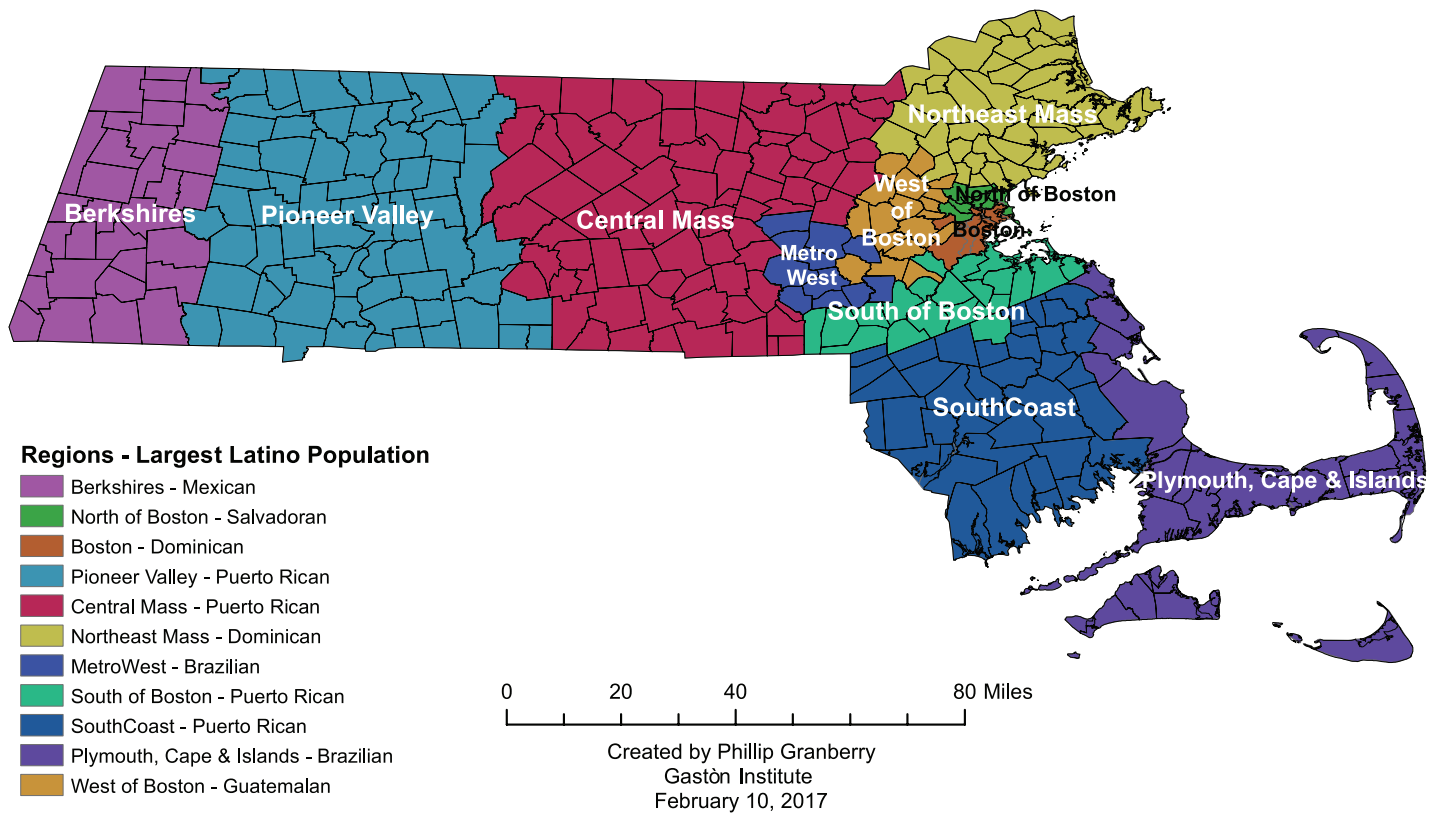 Northeast Mass
West
of
Boston
North of Boston
Boston
Berkshires
Pioneer Valley
Central Mass
Metro
West
South of Boston
SouthCoast
Plymouth, Cape & Islands
Regions - Largest Latino Population
Berkshires - Mexican
North of Boston - Salvadoran
Boston - Dominican
Pioneer Valley - Puerto Rican
Central Mass - Puerto Rican
Northeast Mass - Dominican
MetroWest - Brazilian
South of Boston - Puerto Rican
SouthCoast - Puerto Rican
Plymouth, Cape & Islands - Brazilian
West of Boston - Guatemalan
0 20 40 80 Miles
Created by Phillip Granberry
Gastòn Institute
February 10, 2017